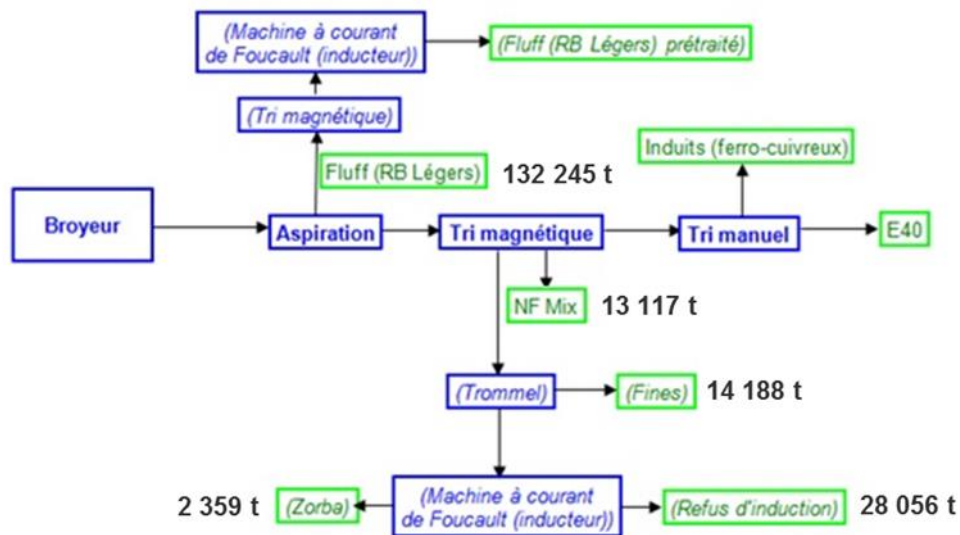 (Machine à courant
de Foucault (inducteur))
(Fluff (RB Légers) prétraité)
(Tri magnétique)
Induits (ferro-cuivreux)
Fluff (RB Légers)
132 245 t
Broyeur
Aspiration
Tri magnétique
Tri manuel
E40
NF Mix
13 117 t
(Trommel)
(Fines)
14 188 t
2 359 t
(Zorba)
(Machine à courant
de Foucault (inducteur))
(Refus d'induction)
28 056 t